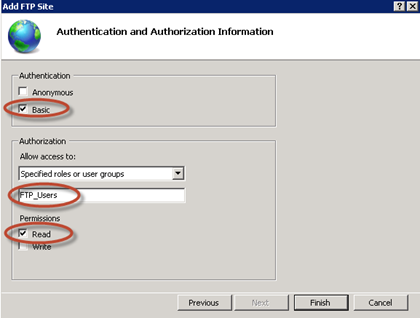 Add FTP Site
Authentication and Authorization Information
Authentication
Anonymous
Basic
Authorization
Allow access to:
Specified roles or user groups
FTP_Users
Permissions
Read
Write
Previous Next Finish Cancel